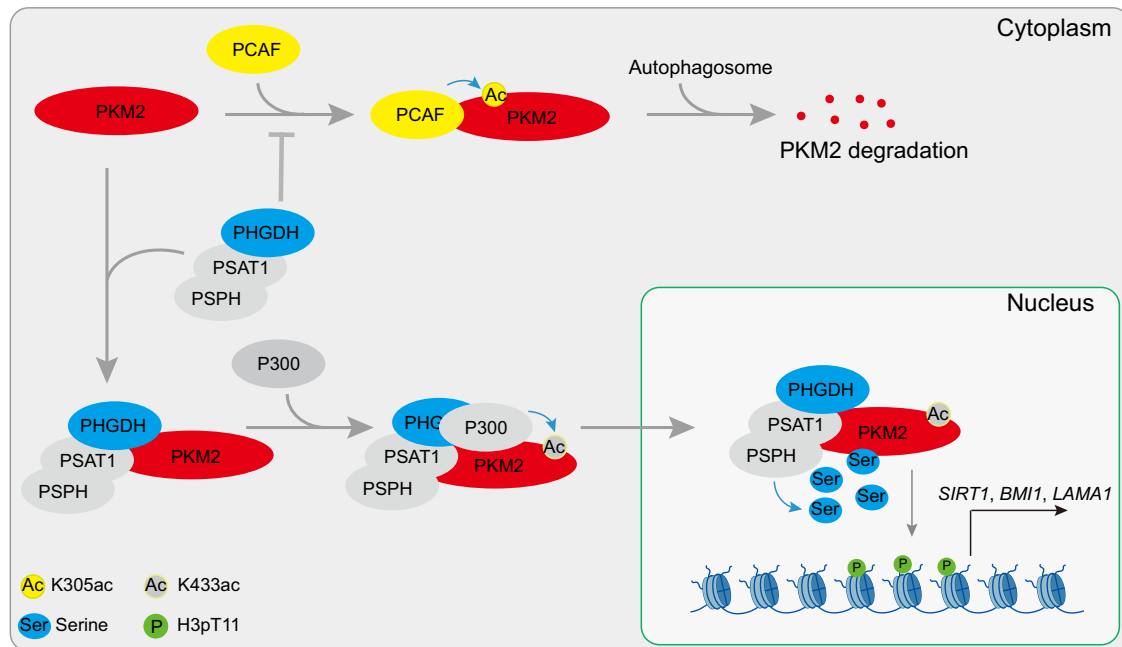 Cytoplasm
PCAF
PKM2
PCAF
Ac
PKM2
Autophagosome
PKM2 degradation
PHGDH
PSAT1
PSPH
Nucleus
P300
PHGDH
PSAT1
PKM2
PSPH
PHG
P300
Ac
PSAT1
PKM2
PSPH
PHGDH
Ac
PSAT1
PKM2
PSPH
Ser
Ser
Ser
Ser
SIRT1, BMI1, LAMA1
P
P
P
Ac K305ac
Ac K433ac
Ser Serine
P H3pT11